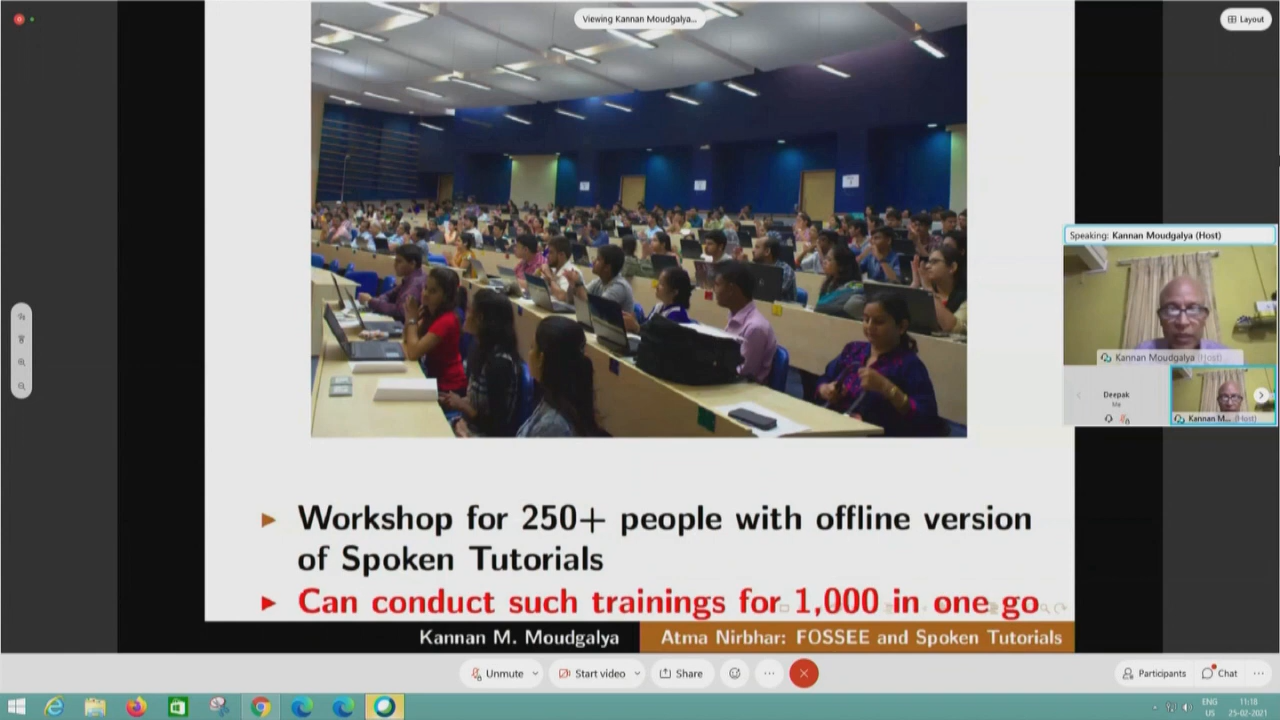 Viewing Kannan Moudgalya...
Layout
Speaking: Kannan Moudgalya (Host)
Kannan Moudgalya (Host)
Deepak
Me
Kannan M... (Host)
Workshop for 250+ people with offline version
of Spoken Tutorials
Can conduct such trainings for 1,000 in one go
Kannan M. Moudgalya
Atma Nirbhar: FOSSEE and Spoken Tutorials
Unmute
Start video
Share
Participants
Chat
ENG
US
11:18
25-02-2021